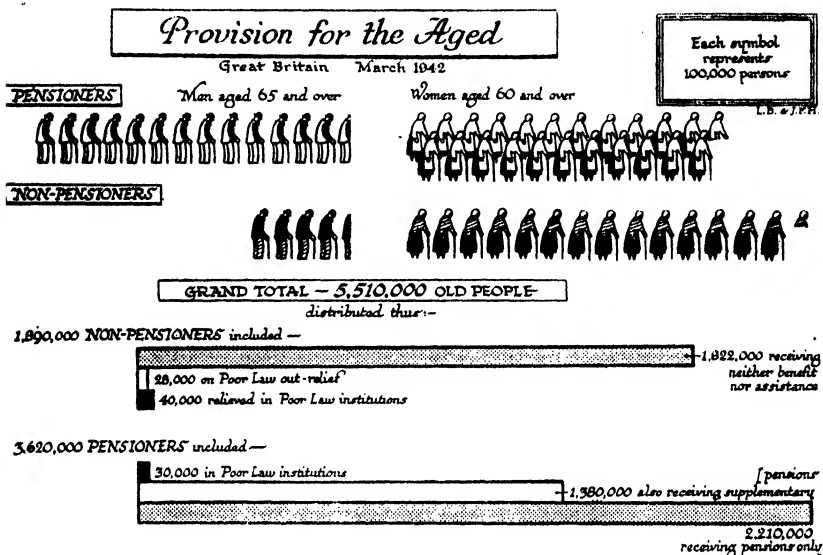 Provision for the Aged
Great Britain March 1942
Each symbol
represents
100,000 persons
L.B. & J.F.H.
PENSIONERS Men aged 65 and over Women aged 60 and over
NON-PENSIONERS
GRAND TOTAL — 5,510,000 OLD PEOPLE
distributed thus:-
1,890,000 NON-PENSIONERS included —
1,822,000 receiving
neither benefit
nor assistance
28,000 on Poor Law out-relief
40,000 relieved in Poor Law institutions
3,620,000 PENSIONERS included —
30,000 in Poor Law institutions
[pensions
1,380,000 also receiving supplementary
2,210,000
receiving pensions only